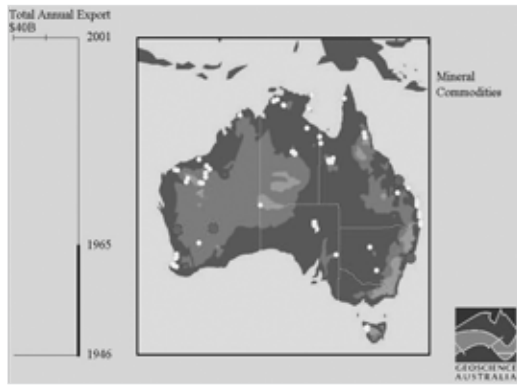 Total Annual Export
$40B
2001
Mineral
Commodities
1965
1946
GEOSCIENCE
AUSTRALIA